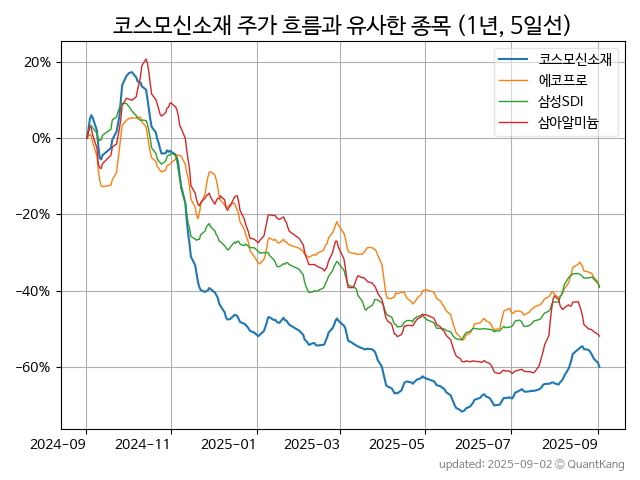 코스모신소재 주가 흐름과 유사한 종목 (1년, 5일선)
코스모신소재
에코프로
삼성SDI
삼아알미늄
20%
0%
−20%
−40%
−60%
2024-09 2024-11 2025-01 2025-03 2025-05 2025-07 2025-09
updated: 2025-09-02 © QuantKang